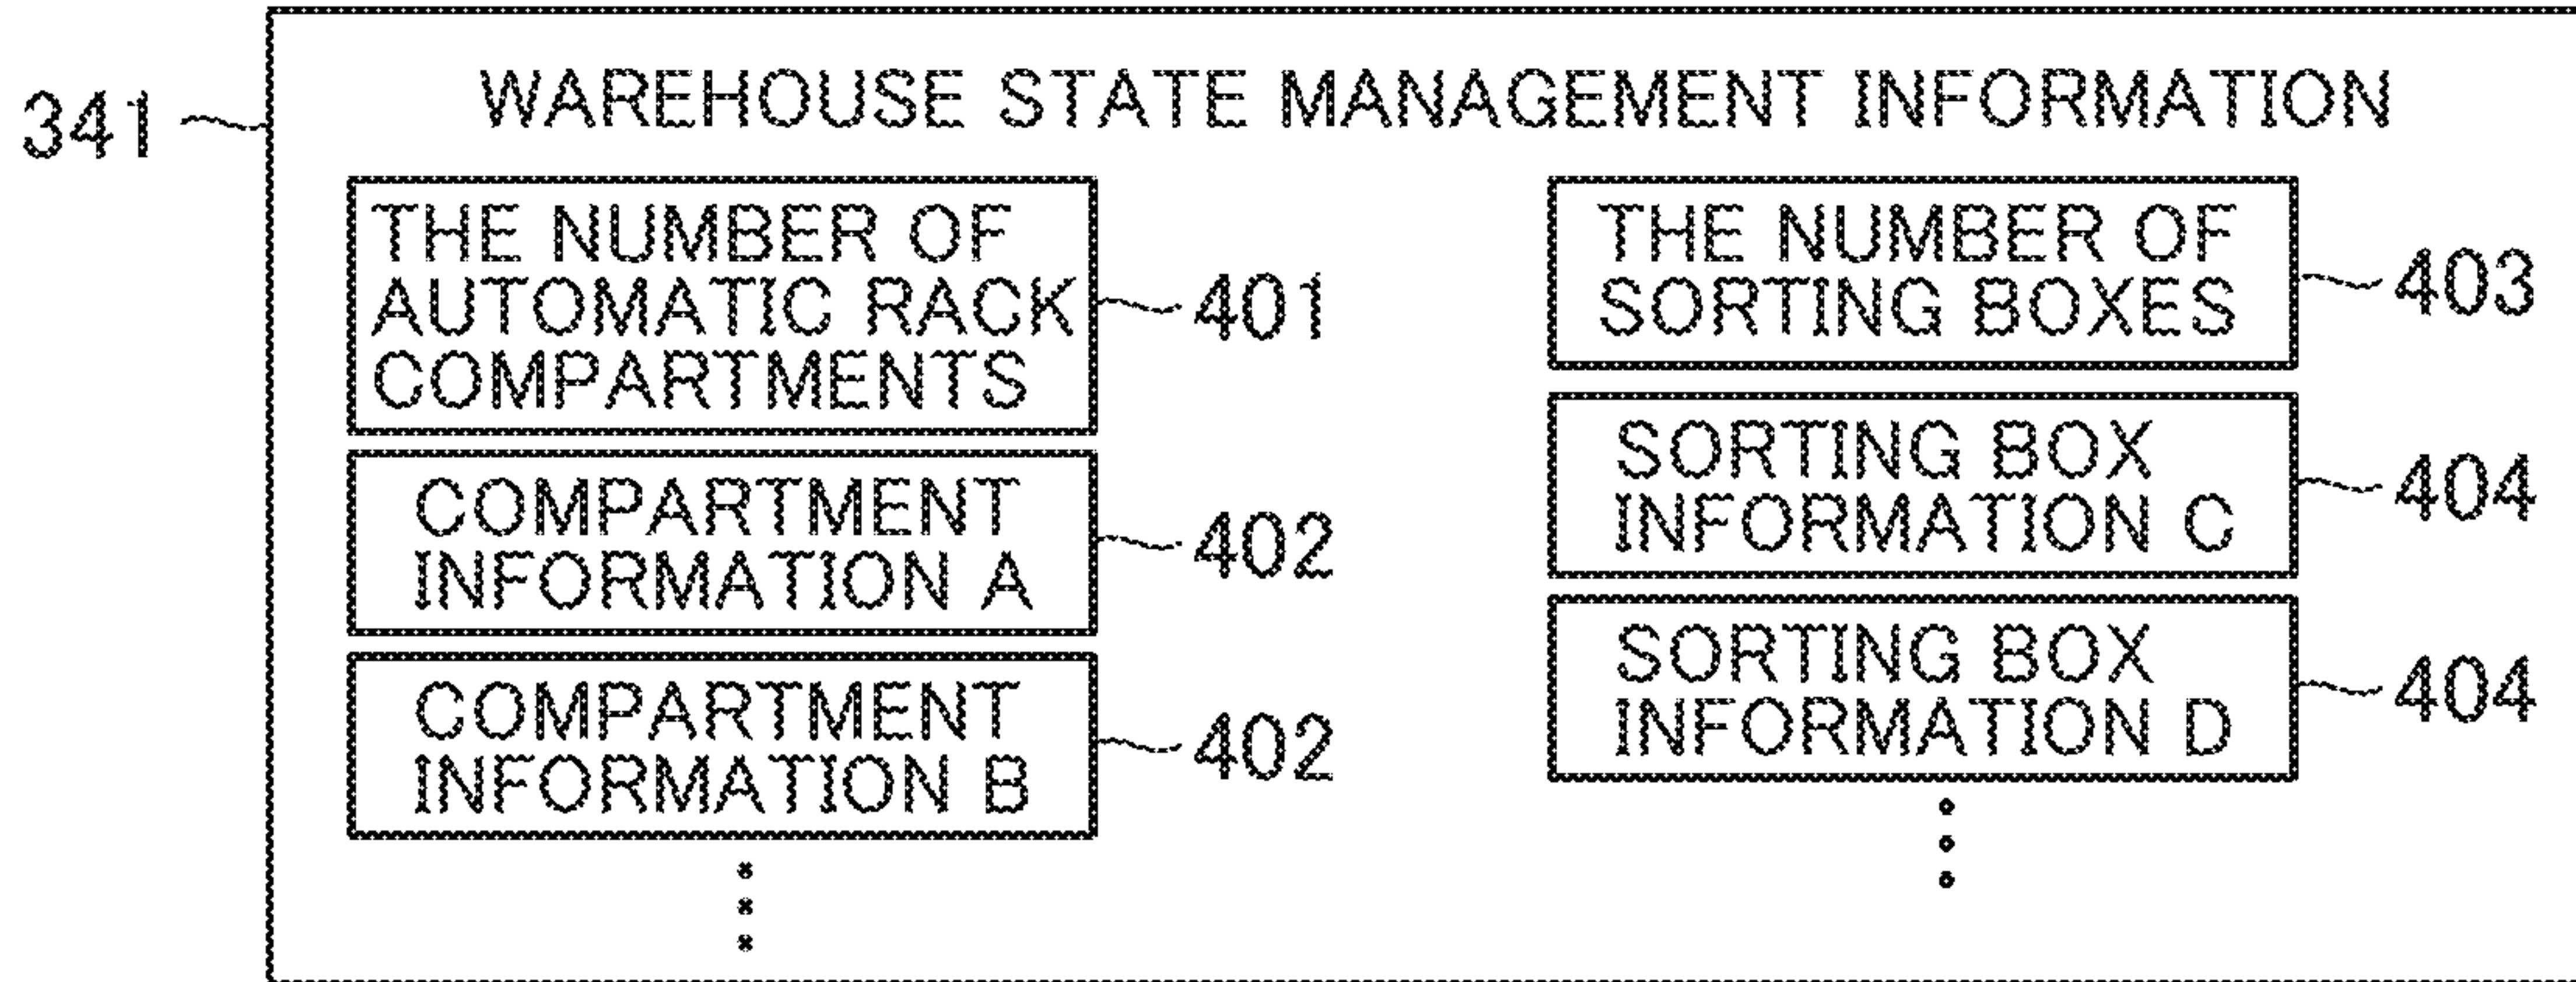 341
WAREHOUSE STATE MANAGEMENT INFORMATION
THE NUMBER OF
AUTOMATIC RACK
COMPARTMENTS
401
COMPARTMENT
INFORMATION A
402
COMPARTMENT
INFORMATION B
402
THE NUMBER OF
SORTING BOXES
403
SORTING BOX
INFORMATION C
404
SORTING BOX
INFORMATION D
404